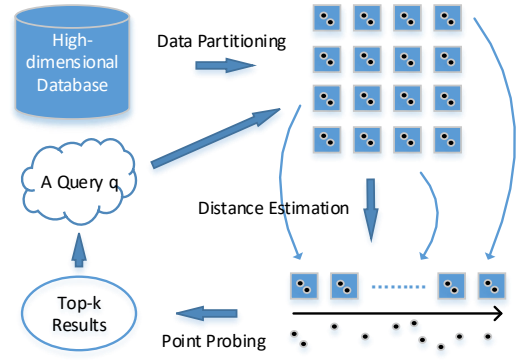 High-
dimensional
Database
Data Partitioning
A Query q
Distance Estimation
Top-k
Results
Point Probing